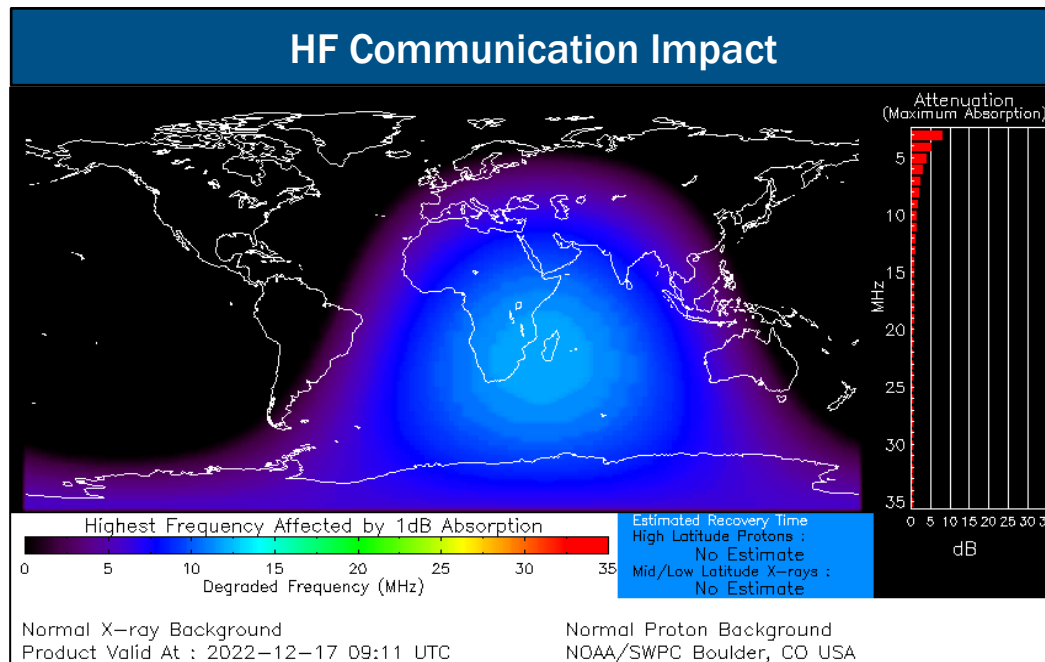 HF Communication Impact
Attenuation
(Maximum Absorption)
5
10
15
20
25
30
35
MHz
0 5 10 15 20 25 30 3
dB
Highest Frequency Affected by 1dB Absorption
0 5 10 15 20 25 30 35
Degraded Frequency (MHz)
Estimated Recovery Time
High Latitude Protons :
No Estimate
Mid/Low Latitude X-rays :
No Estimate
Normal X-ray Background
Product Valid At : 2022-12-17 09:11 UTC
Normal Proton Background
NOAA/SWPC Boulder, CO USA